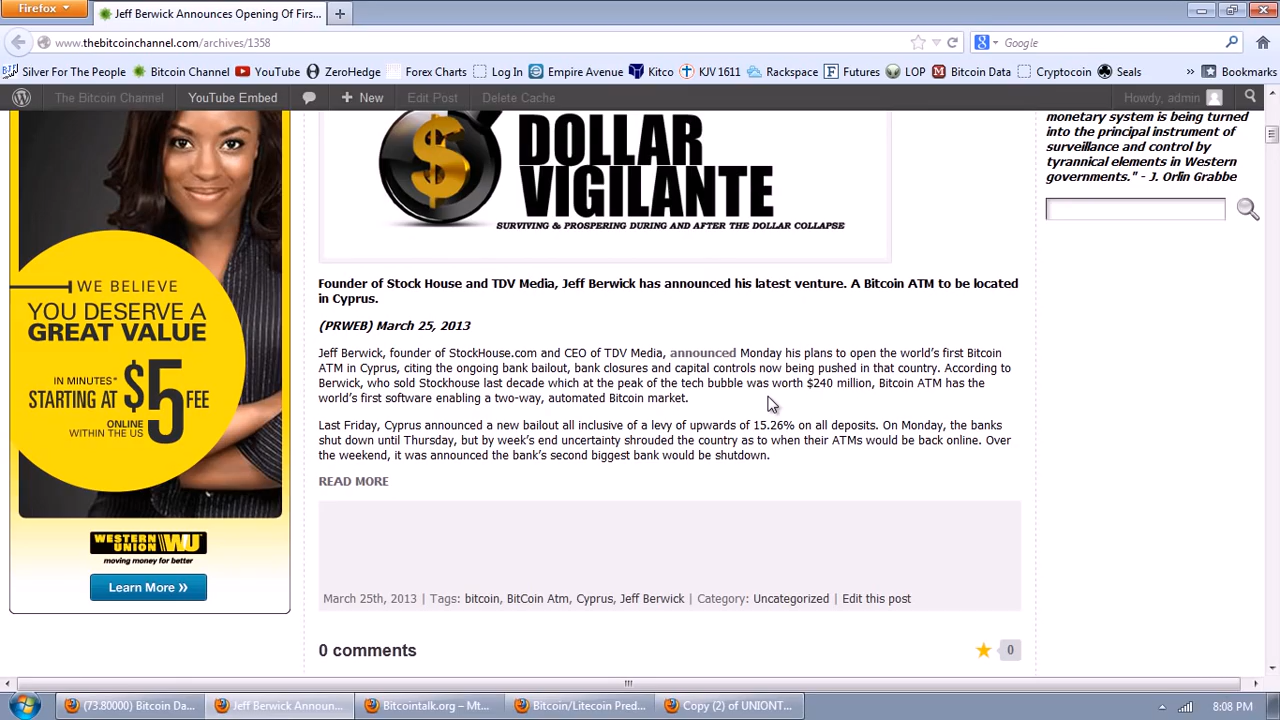 Firefox
Jeff Berwick Announces Opening Of Firs...
www.thebitcoinchannel.com/archives/1358
Google
Silver For The People
Bitcoin Channel
YouTube
ZeroHedge
Forex Charts
Log In
Empire Avenue
Kitco
KJV 1611
Rackspace
Futures
LOP
Bitcoin Data
Cryptocoin
Seals
Bookmarks
The Bitcoin Channel
YouTube Embed
New
Edit Post
Delete Cache
Howdy, admin
WE BELIEVE
YOU DESERVE A
GREAT VALUE
IN MINUTES*
STARTING AT
$5
FEE
ONLINE
WITHIN THE US
WESTERN
UNION
WU
moving money for better
Learn More
DOLLAR
VIGILANTE
SURVIVING & PROSPERING DURING AND AFTER THE DOLLAR COLLAPSE
Founder of Stock House and TDV Media, Jeff Berwick has announced his latest venture. A Bitcoin ATM to be located
in Cyprus.
(PRWEB) March 25, 2013
Jeff Berwick, founder of StockHouse.com and CEO of TDV Media, announced Monday his plans to open the world's first Bitcoin
ATM in Cyprus, citing the ongoing bank bailout, bank closures and capital controls now being pushed in that country. According to
Berwick, who sold Stockhouse last decade which at the peak of the tech bubble was worth $240 million, Bitcoin ATM has the
world's first software enabling a two-way, automated Bitcoin market.
Last Friday, Cyprus announced a new bailout all inclusive of a levy of upwards of 15.26% on all deposits. On Monday, the banks
shut down until Thursday, but by week's end uncertainty shrouded the country as to when their ATMs would be back online. Over
the weekend, it was announced the bank's second biggest bank would be shutdown.
READ MORE
March 25th, 2013 | Tags: bitcoin, BitCoin Atm, Cyprus, Jeff Berwick | Category: Uncategorized | Edit this post
0 comments
0
monetary system is being turned
into the principal instrument of
surveillance and control by
tyrannical elements in Western
governments." - J. Orlin Grabbe
(73.80000) Bitcoin Da...
Jeff Berwick Announ...
Bitcointalk.org – Mt...
Bitcoin/Litecoin Pred...
Copy (2) of UNIONT...
8:08 PM